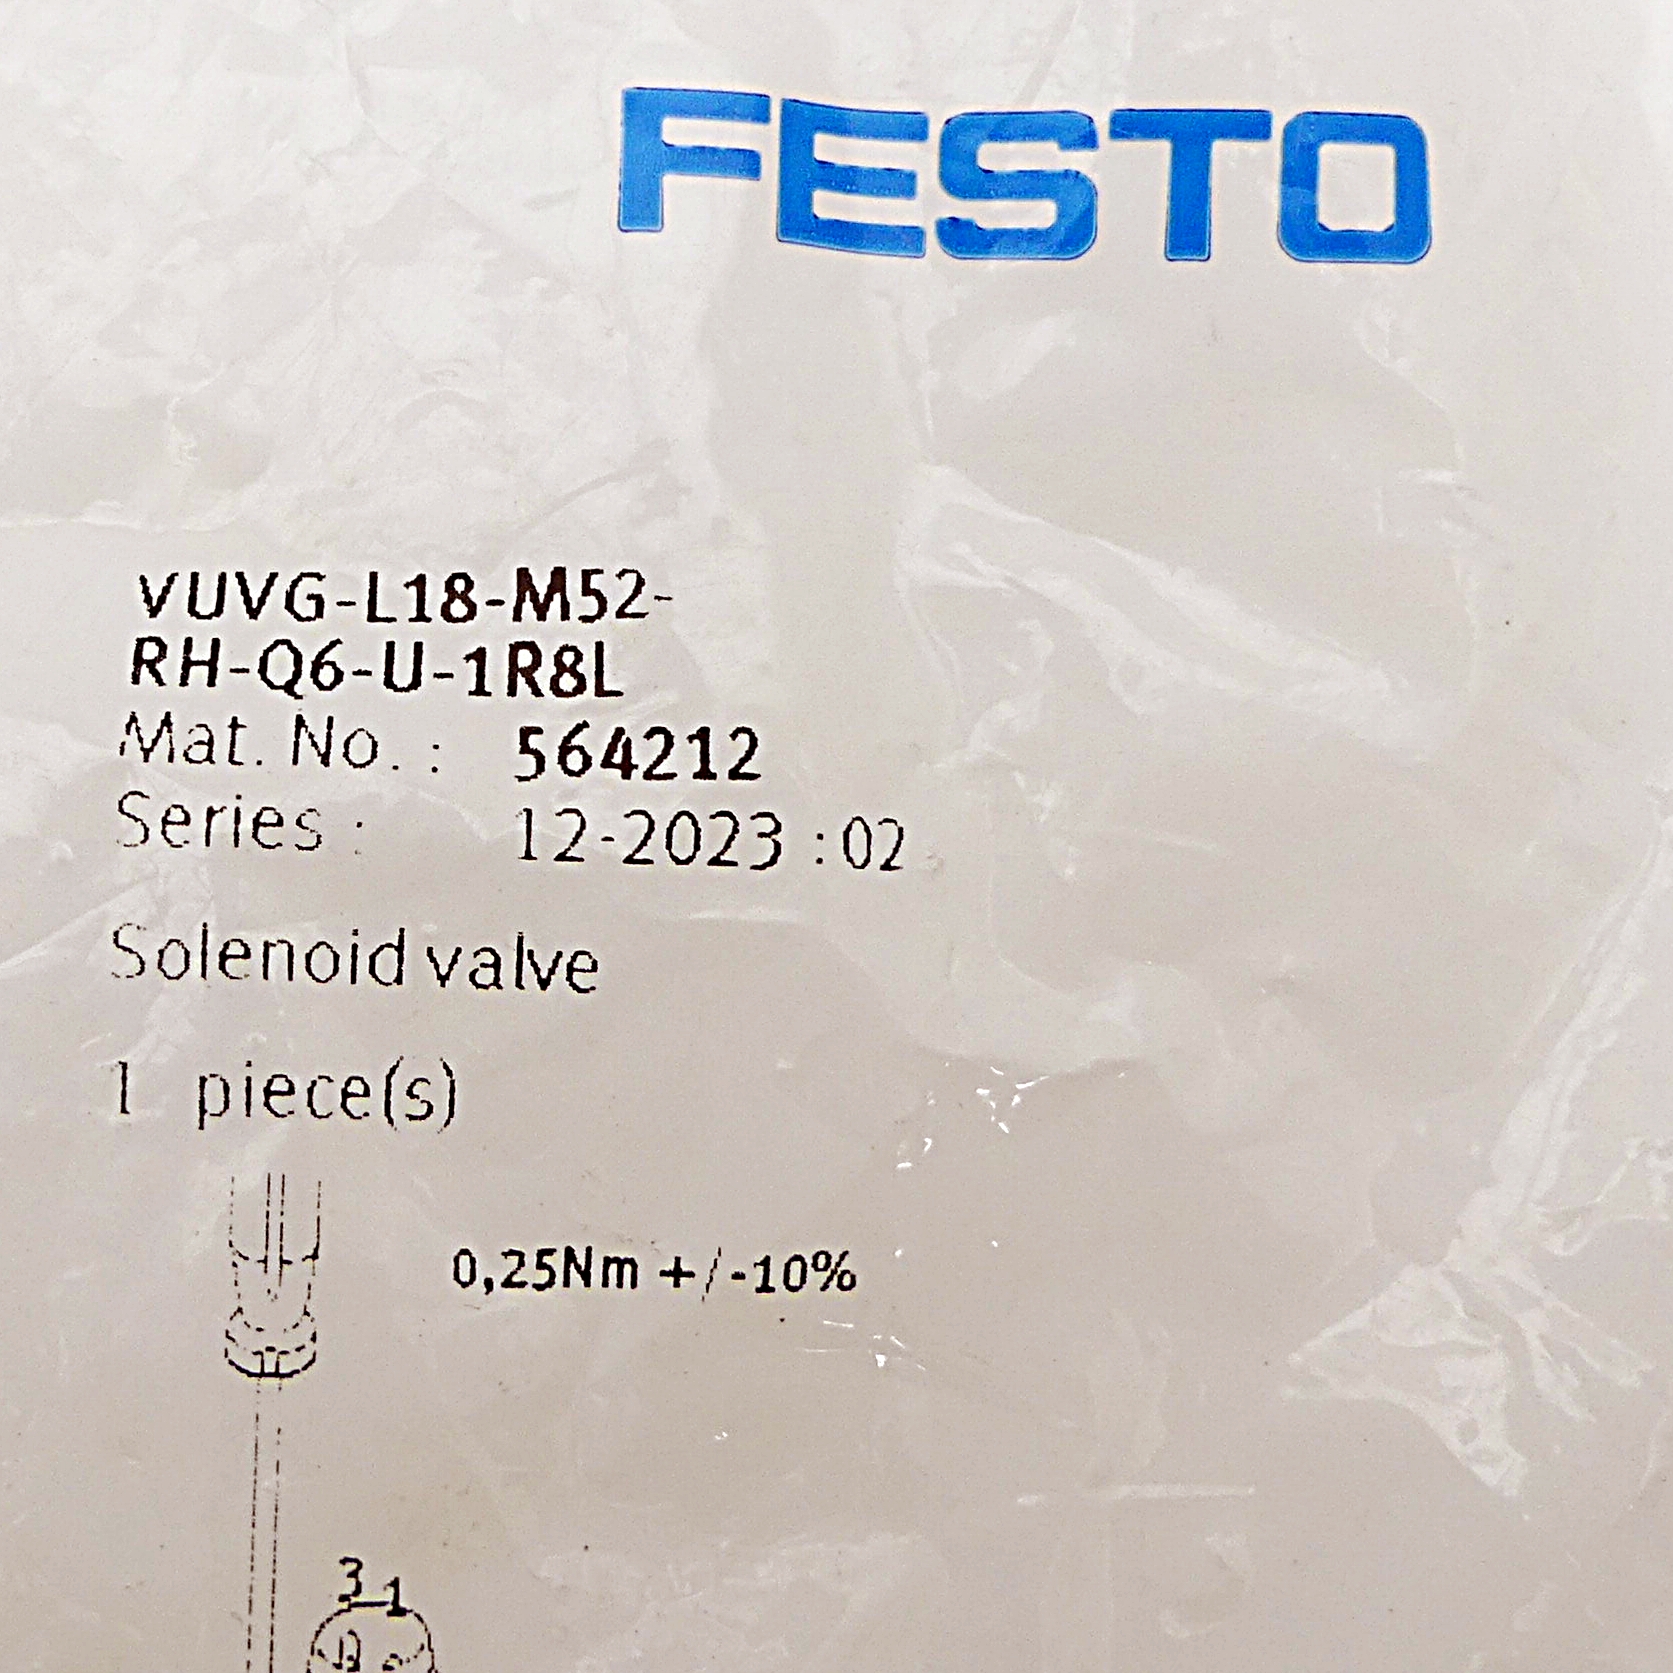 FESTO
VUVG-L18-M52-
RH-Q6-U-1R8L
Mat. No. : 564212
Series : 12-2023 :02
Solenoid valve
1 piece(s)
0,25Nm +/-10%
3 1